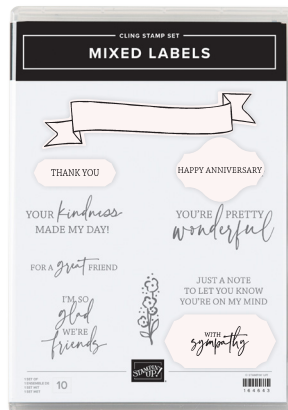 CLING STAMP SET
MIXED LABELS
THANK YOU
HAPPY ANNIVERSARY
YOUR kindness
MADE MY DAY!
YOU'RE PRETTY
wonderful
FOR A great FRIEND
I'M SO
glad
WE'RE
friends
JUST A NOTE
TO LET YOU KNOW
YOU'RE ON MY MIND
WITH
sympathy
10
STAMPIN' UP!